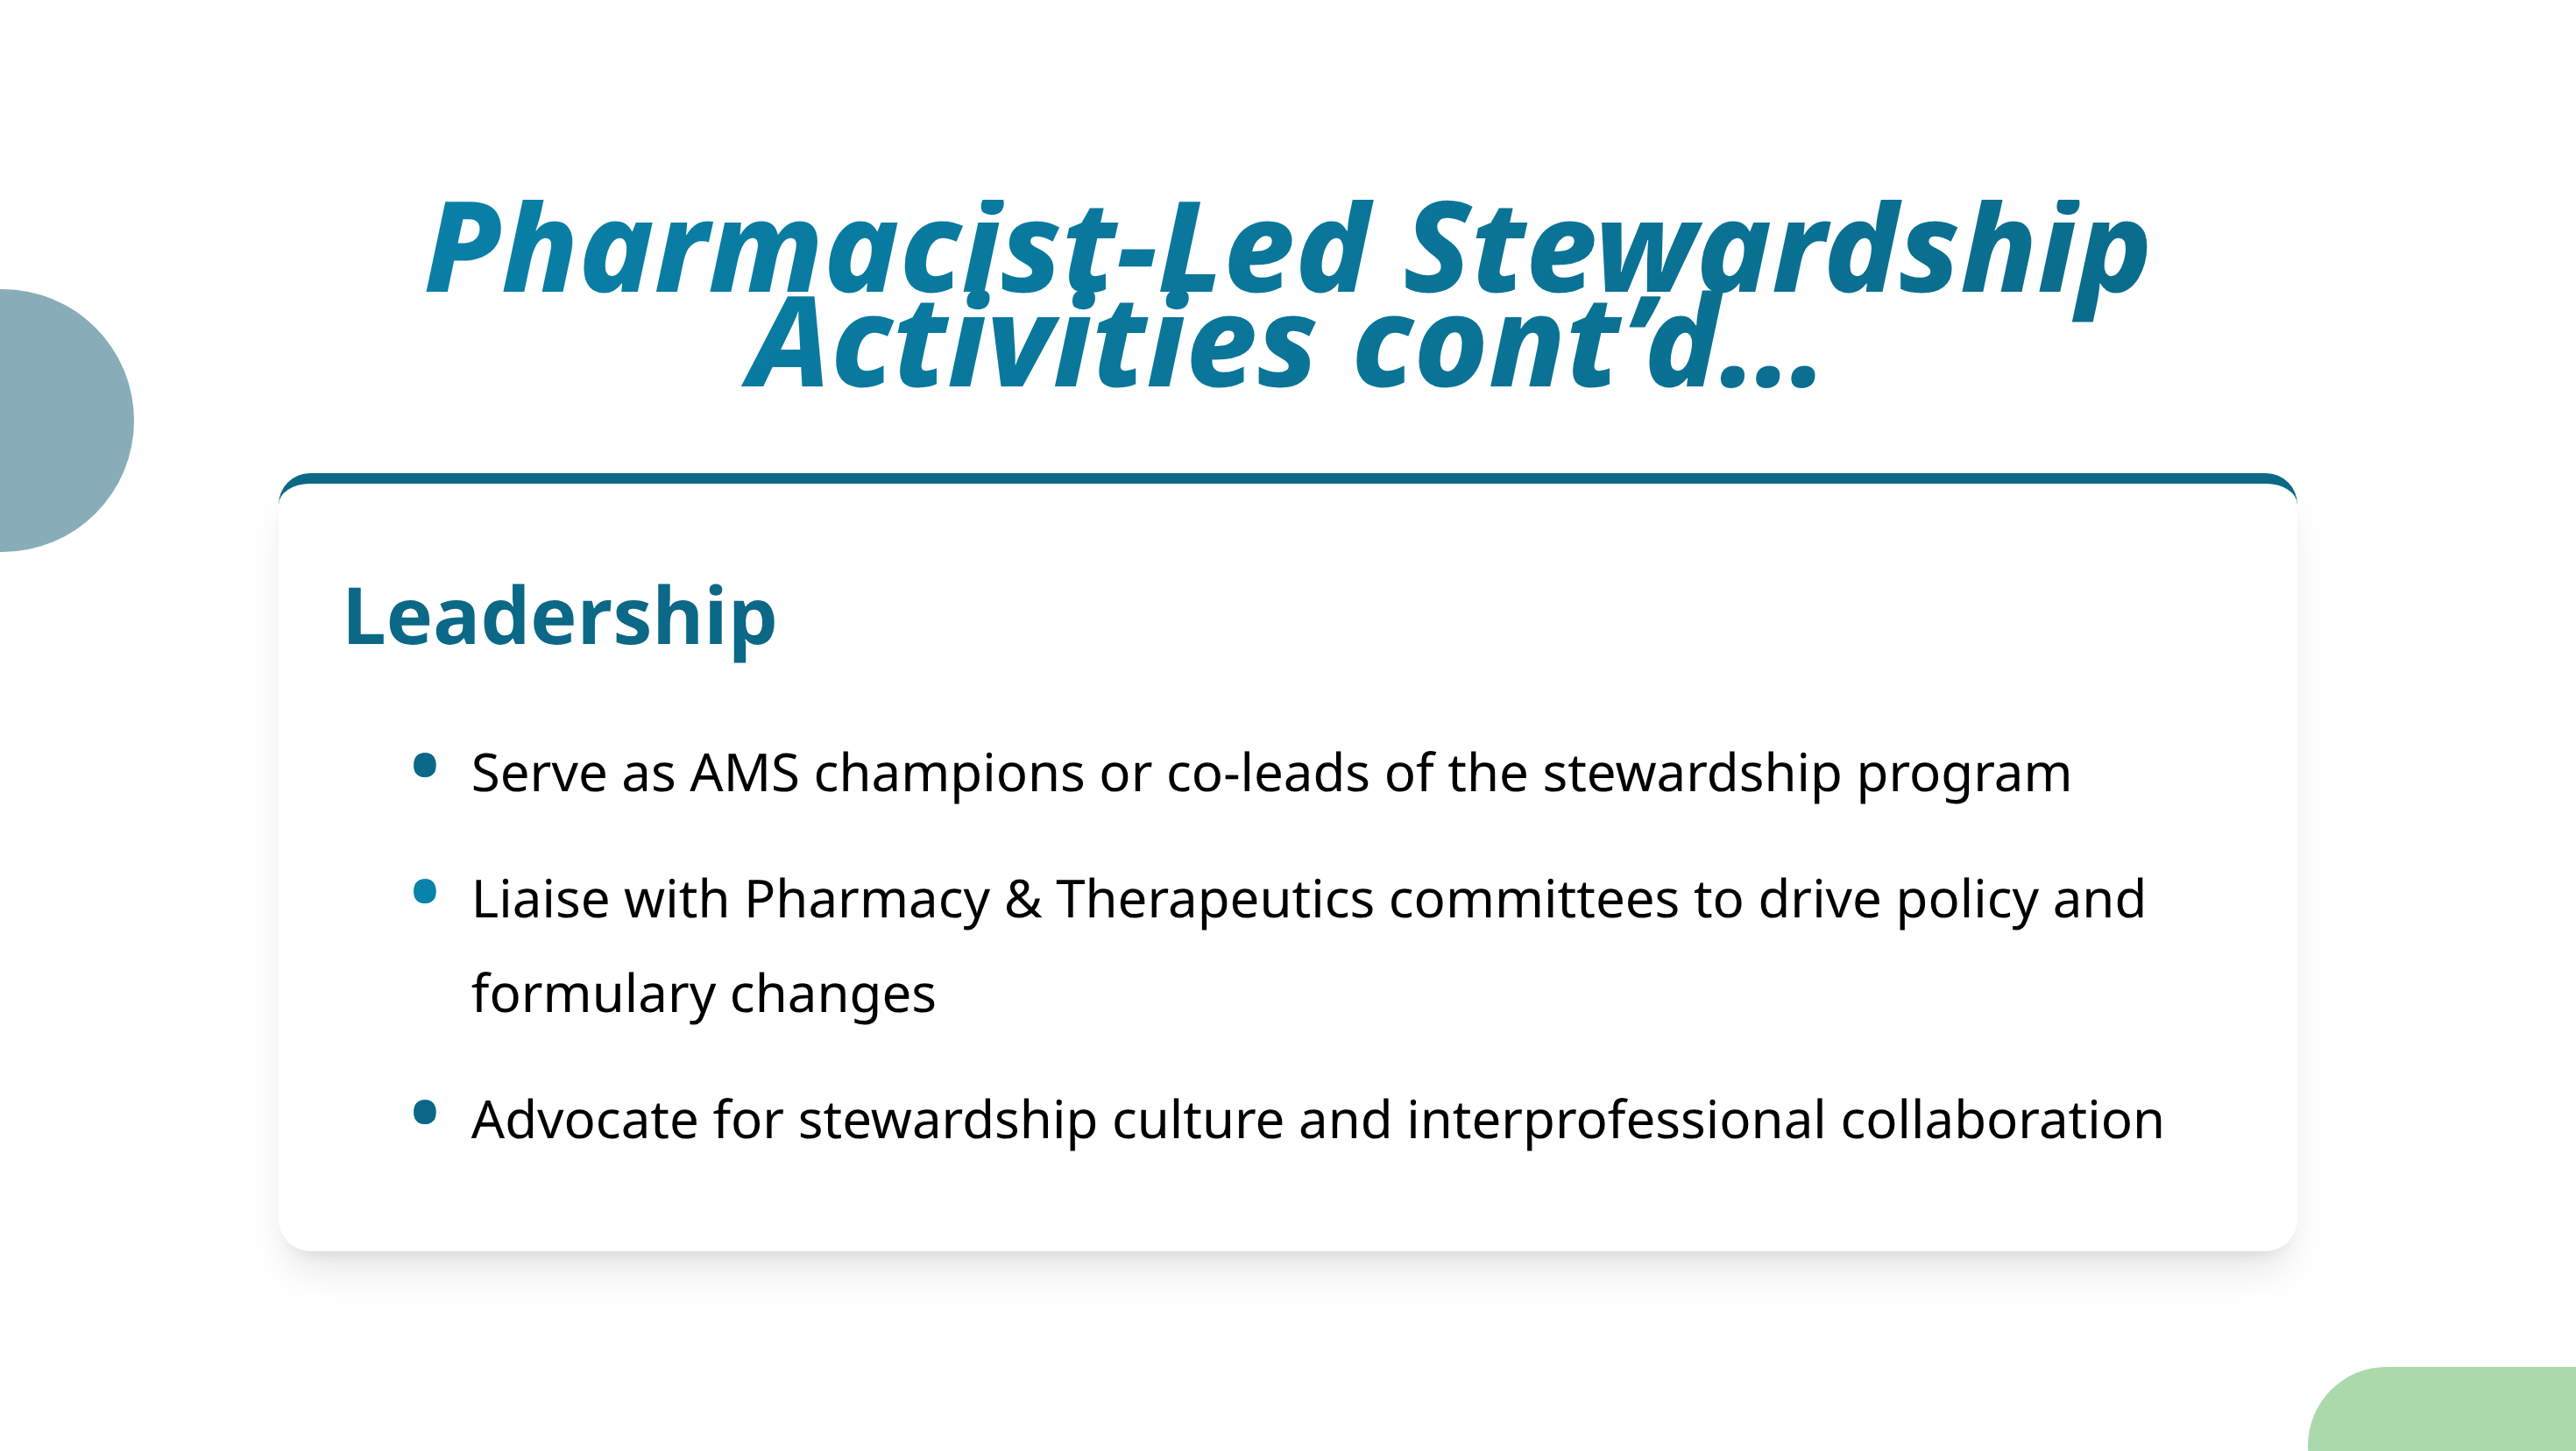 Pharmacist-Led Stewardship
Activities cont’d…
Leadership
• Serve as AMS champions or co-leads of the stewardship program
• Liaise with Pharmacy & Therapeutics committees to drive policy and
formulary changes
• Advocate for stewardship culture and interprofessional collaboration